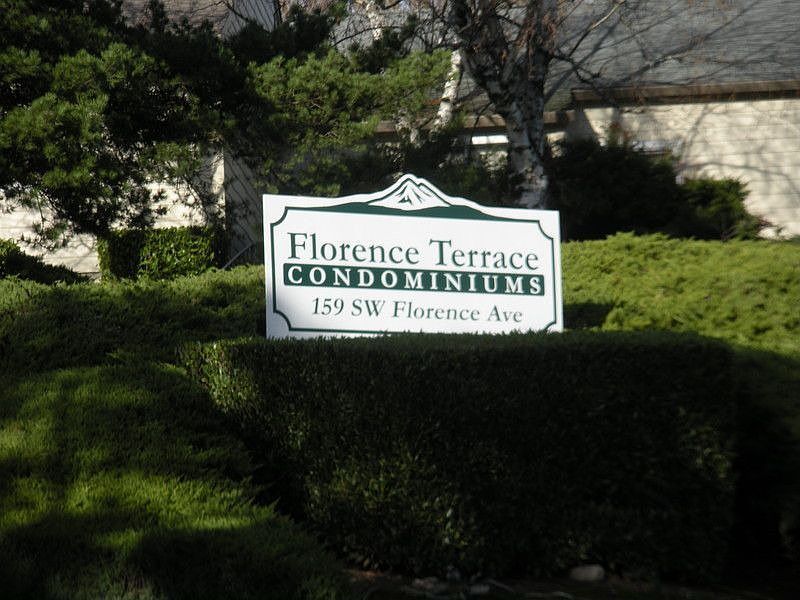 Florence Terrace
CONDOMINIUMS
159 SW Florence Ave